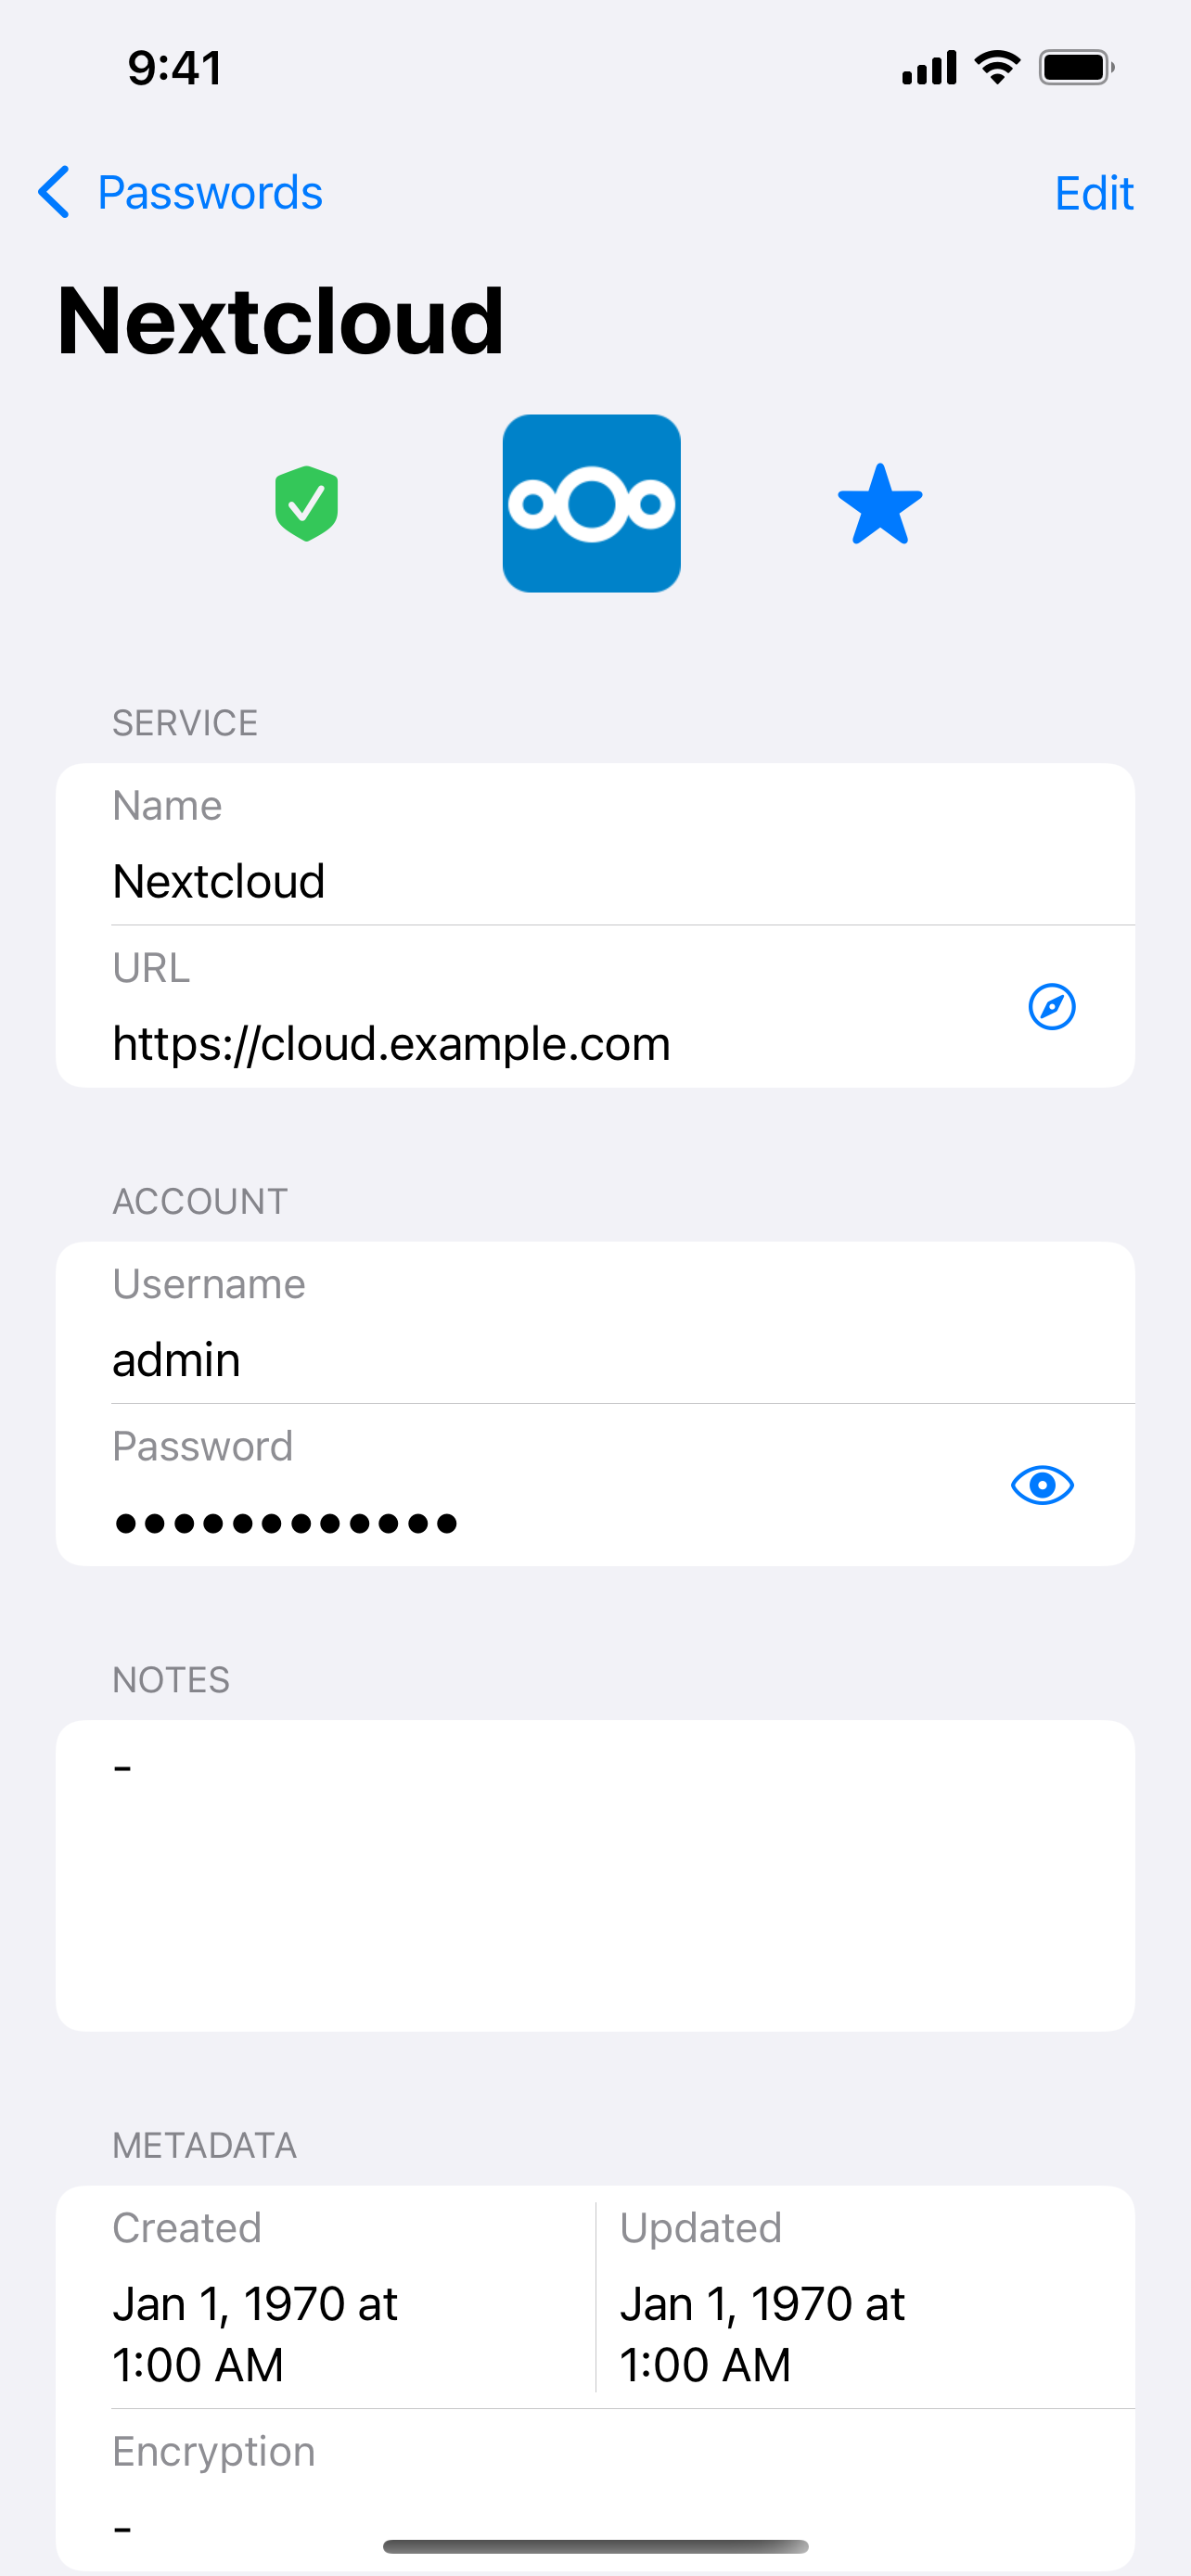 9:41
Passwords
Edit
Nextcloud
SERVICE
Name
Nextcloud
URL
https://cloud.example.com
ACCOUNT
Username
admin
Password
●●●●●●●●●●●●
NOTES
-
METADATA
Created
Jan 1, 1970 at
1:00 AM
Updated
Jan 1, 1970 at
1:00 AM
Encryption
-